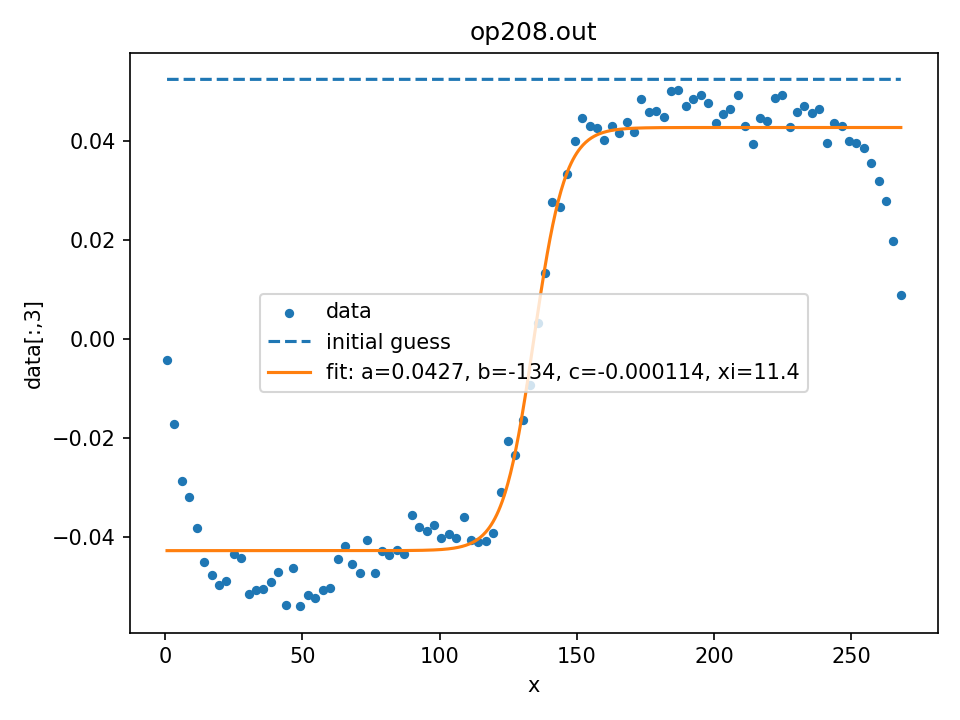 op208.out
data[:,3]
0.04
0.02
0.00
−0.02
−0.04
data
initial guess
fit: a=0.0427, b=-134, c=-0.000114, xi=11.4
0 50 100 150 200 250
x